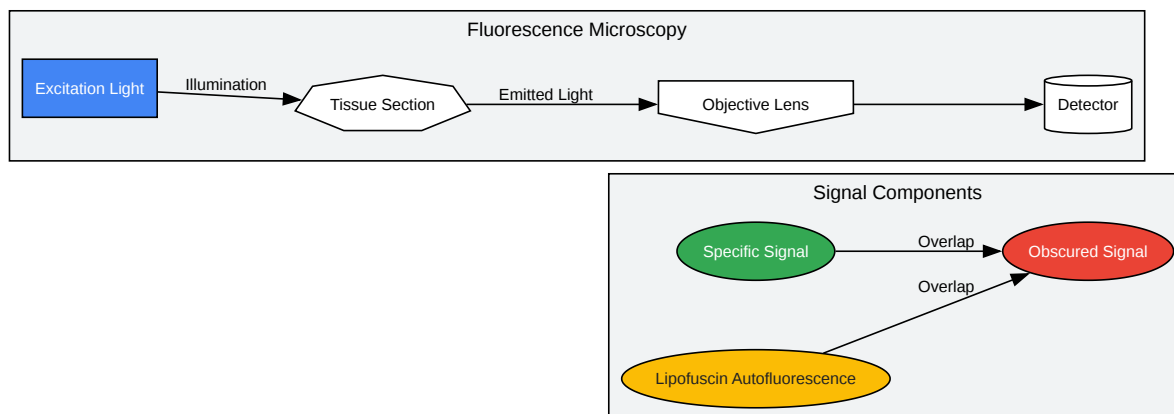 Fluorescence Microscopy
Excitation Light
Illumination
Tissue Section
Emitted Light
Objective Lens
Detector
Signal Components
Specific Signal
Overlap
Obscured Signal
Overlap
Lipofuscin Autofluorescence